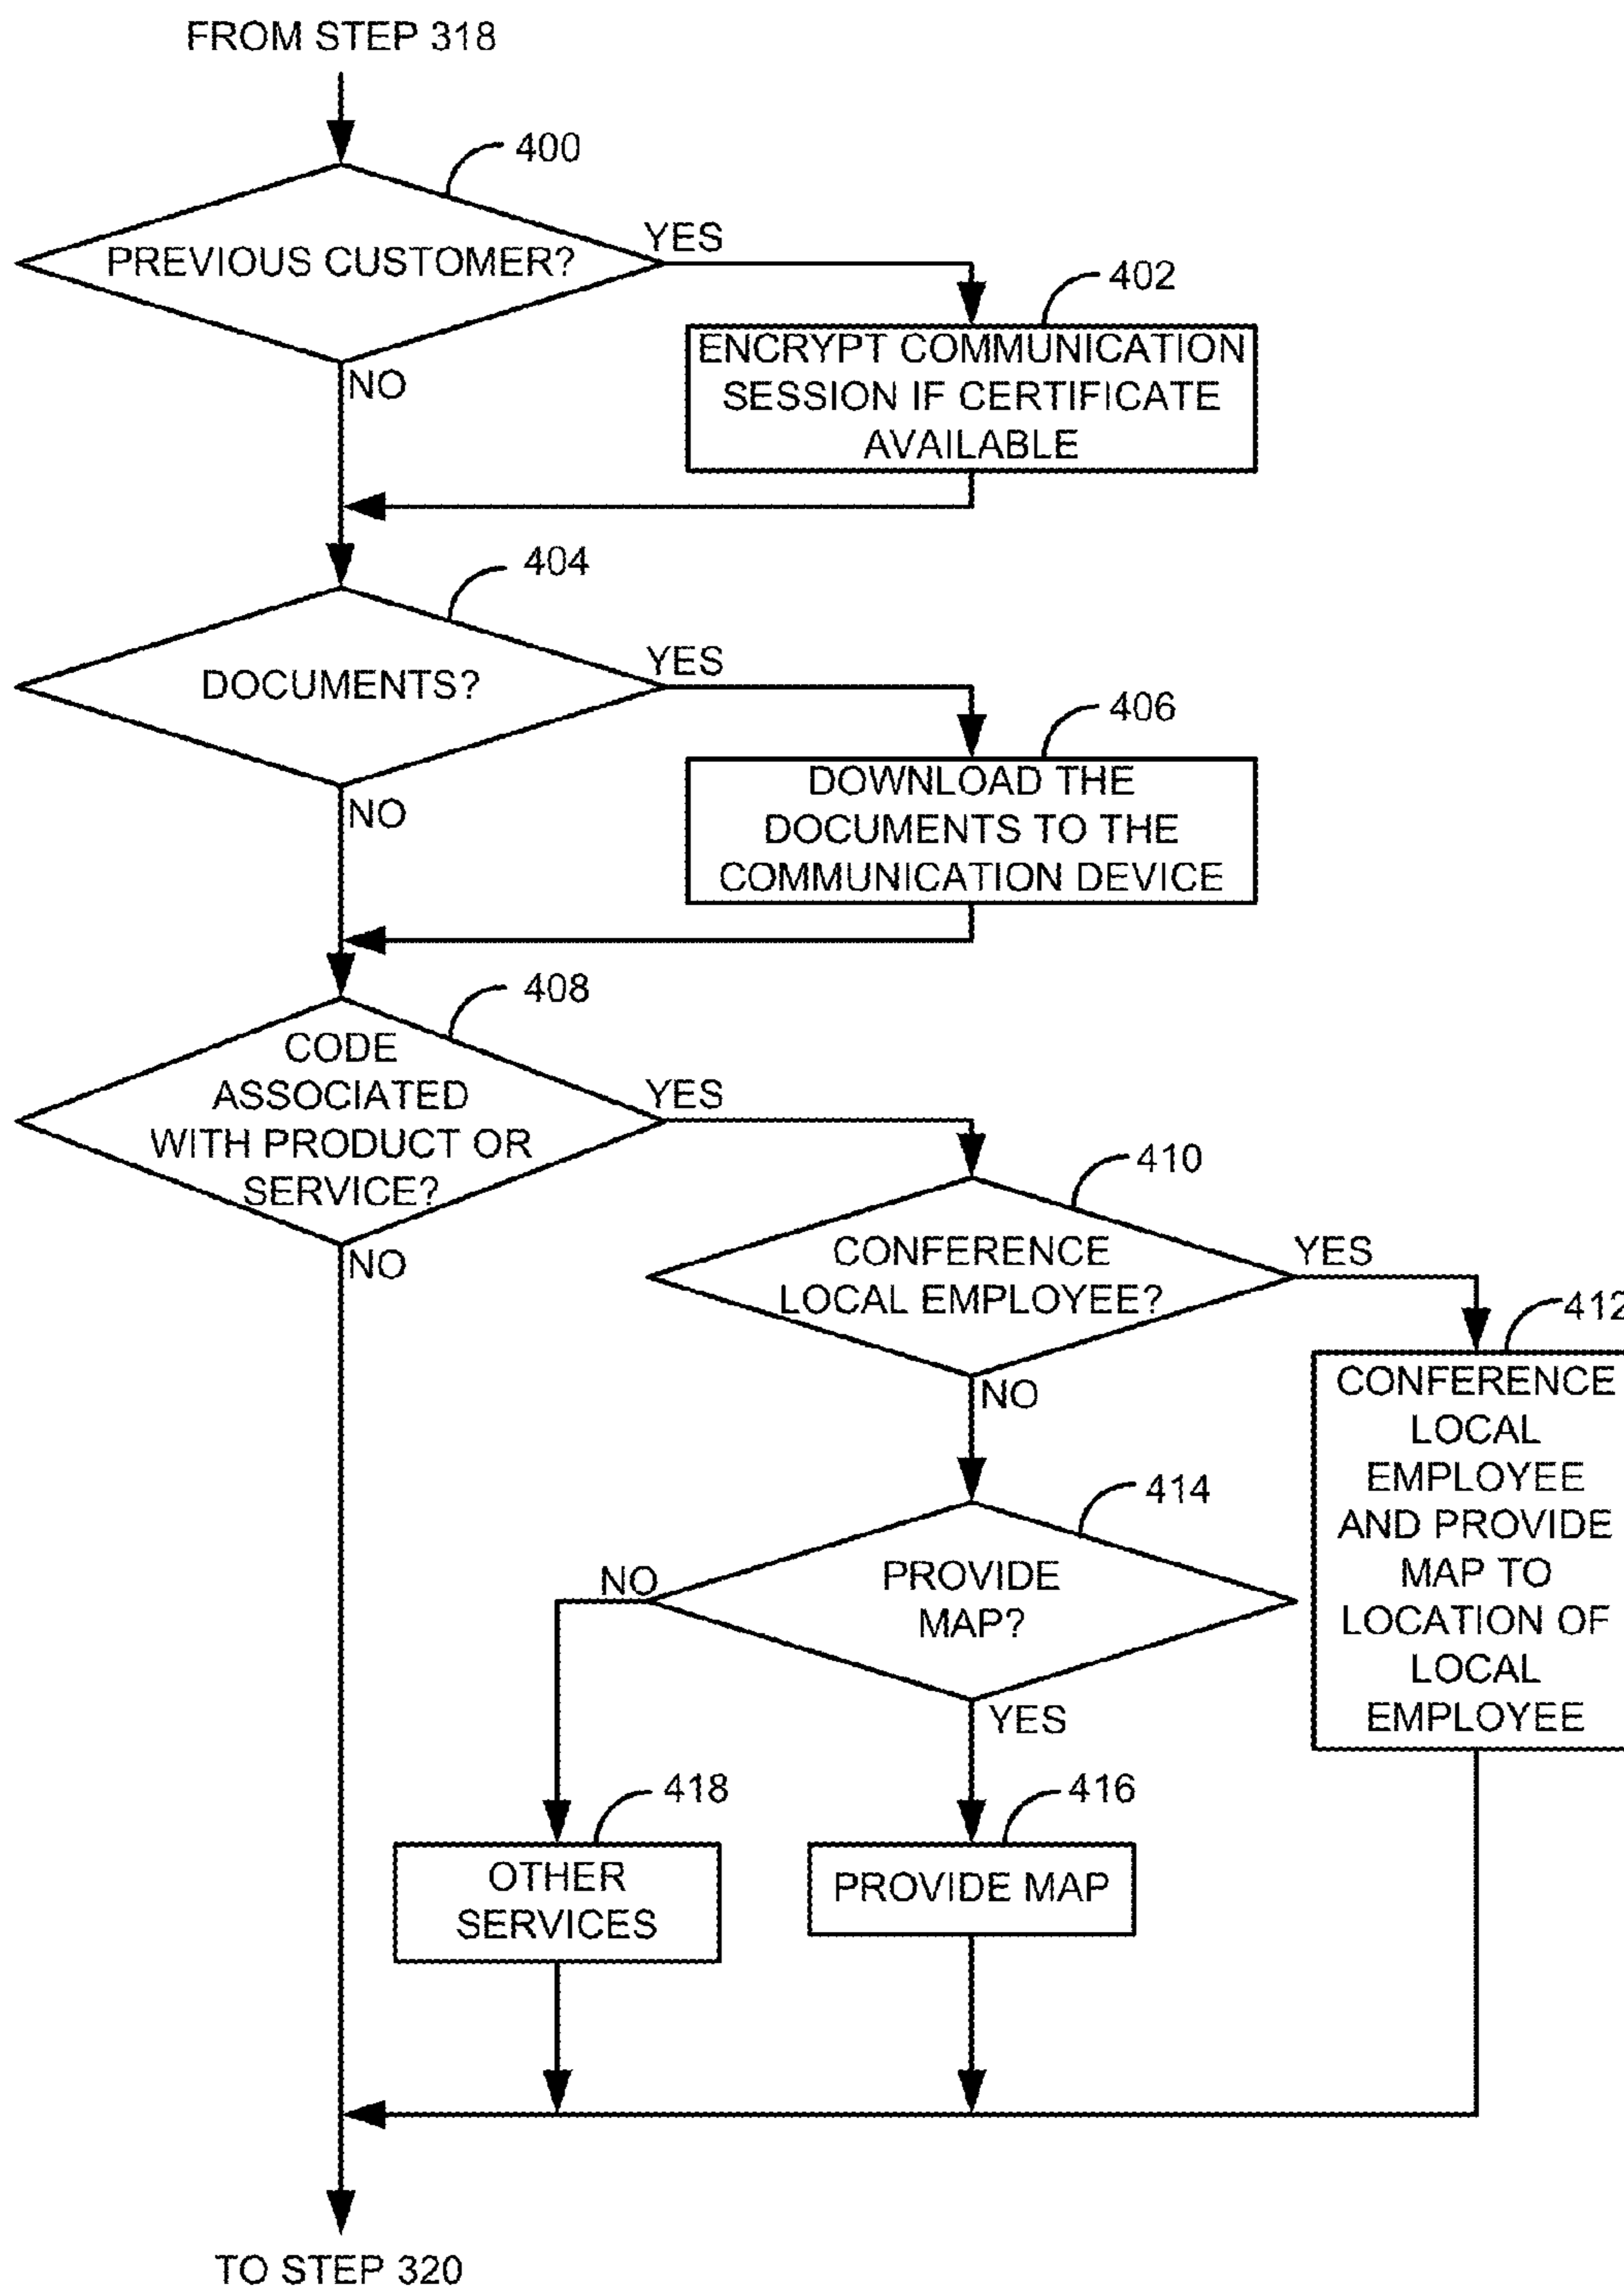 FROM STEP 318
400
PREVIOUS CUSTOMER?
YES
402
ENCRYPT COMMUNICATION
SESSION IF CERTIFICATE
AVAILABLE
NO
404
DOCUMENTS?
YES
406
DOWNLOAD THE
DOCUMENTS TO THE
COMMUNICATION DEVICE
NO
408
CODE
ASSOCIATED
WITH PRODUCT OR
SERVICE?
YES
NO
410
CONFERENCE
LOCAL EMPLOYEE?
YES
412
CONFERENCE
LOCAL
EMPLOYEE
AND PROVIDE
MAP TO
LOCATION OF
LOCAL
EMPLOYEE
NO
414
PROVIDE
MAP?
NO
YES
418
OTHER
SERVICES
416
PROVIDE MAP
TO STEP 320